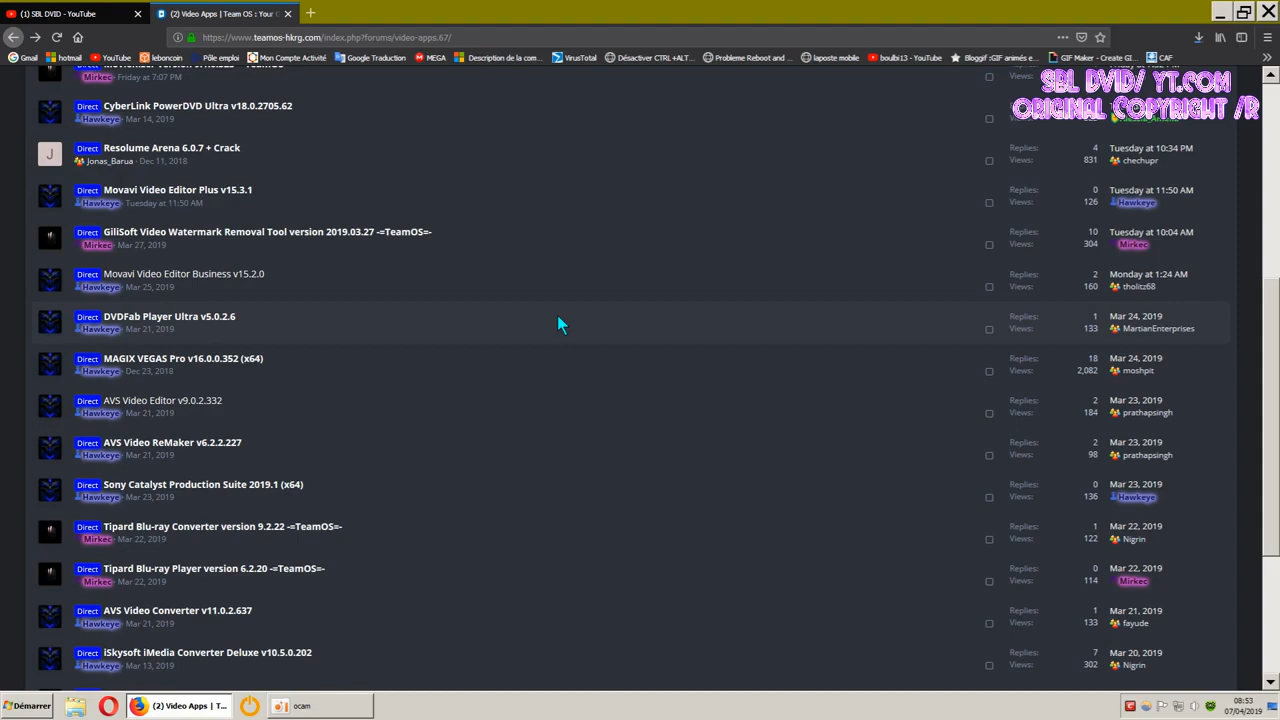 (1) SBL DVID - YouTube
(2) Video Apps | Team OS : Your
https://www.teamos-hkrg.com/index.php?forums/video-apps.67/
Gmail hotmail YouTube leboncoin Pôle emploi Mon Compte Activité Google Traduction MEGA Description de la com... VirusTotal Désactiver CTRL+ALT+... Probleme Reboot and ... laposte mobile boulbi13 - YouTube Bloggif :GIF animés e... GIF Maker - Create GI... CAF
SBL DVID/ YT.COM
ORIGINAL COPYRIGHT /R
Mirkec · Friday at 7:07 PM
Direct CyberLink PowerDVD Ultra v18.0.2705.62
Hawkeye · Mar 14, 2019
J
Direct Resolume Arena 6.0.7 + Crack Replies: 4 Tuesday at 10:34 PM
Jonas_Barua · Dec 11, 2018 Views: 831 chechupr
Direct Movavi Video Editor Plus v15.3.1 Replies: 0 Tuesday at 11:50 AM
Hawkeye · Tuesday at 11:50 AM Views: 126 Hawkeye
Direct GiliSoft Video Watermark Removal Tool version 2019.03.27 -=TeamOS=- Replies: 10 Tuesday at 10:04 AM
Mirkec · Mar 27, 2019 Views: 304 Mirkec
Direct Movavi Video Editor Business v15.2.0 Replies: 2 Monday at 1:24 AM
Hawkeye · Mar 25, 2019 Views: 160 tholitz68
Direct DVDFab Player Ultra v5.0.2.6 Replies: 1 Mar 24, 2019
Hawkeye · Mar 21, 2019 Views: 133 MartianEnterprises
Direct MAGIX VEGAS Pro v16.0.0.352 (x64) Replies: 18 Mar 24, 2019
Hawkeye · Dec 23, 2018 Views: 2,082 moshpit
Direct AVS Video Editor v9.0.2.332 Replies: 2 Mar 23, 2019
Hawkeye · Mar 21, 2019 Views: 184 prathapsingh
Direct AVS Video ReMaker v6.2.2.227 Replies: 2 Mar 23, 2019
Hawkeye · Mar 21, 2019 Views: 98 prathapsingh
Direct Sony Catalyst Production Suite 2019.1 (x64) Replies: 0 Mar 23, 2019
Hawkeye · Mar 23, 2019 Views: 136 Hawkeye
Direct Tipard Blu-ray Converter version 9.2.22 -=TeamOS=- Replies: 1 Mar 22, 2019
Mirkec · Mar 22, 2019 Views: 122 Nigrin
Direct Tipard Blu-ray Player version 6.2.20 -=TeamOS=- Replies: 0 Mar 22, 2019
Mirkec · Mar 22, 2019 Views: 114 Mirkec
Direct AVS Video Converter v11.0.2.637 Replies: 1 Mar 21, 2019
Hawkeye · Mar 21, 2019 Views: 133 fayude
Direct iSkysoft iMedia Converter Deluxe v10.5.0.202 Replies: 7 Mar 20, 2019
Hawkeye · Mar 13, 2019 Views: 302 Nigrin
Démarrer (2) Video Apps | T... ocam 08:53
07/04/2019